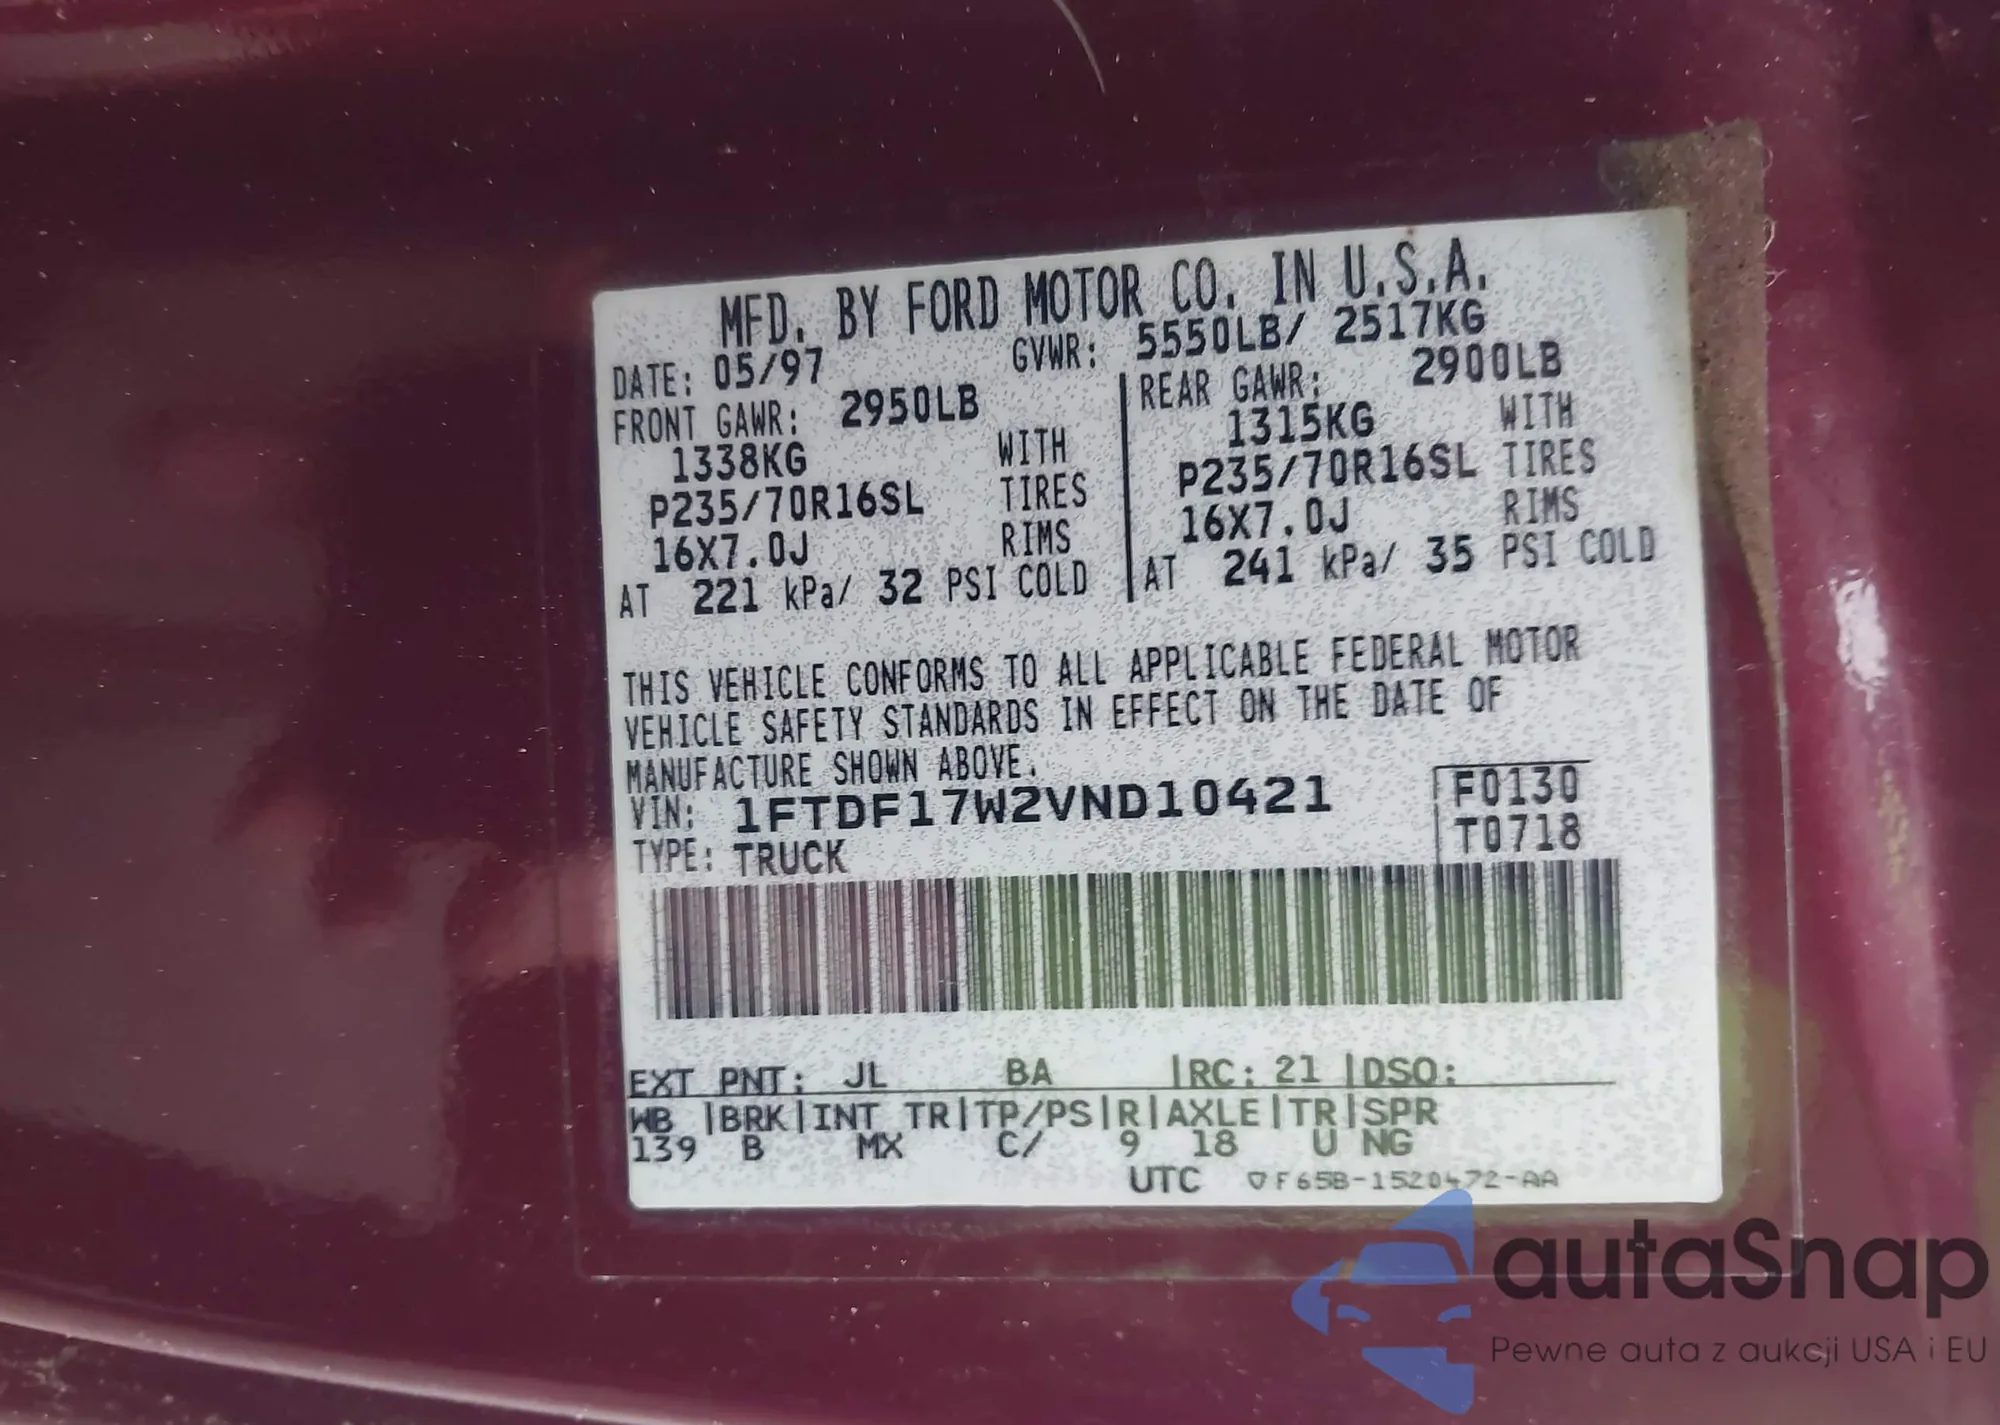 MFD. BY FORD MOTOR CO. IN U.S.A.
DATE: 05/97 GVWR: 5550LB/ 2517KG
FRONT GAWR: 2950LB
1338KG WITH
P235/70R16SL TIRES
16X7.0J RIMS
AT 221 kPa/ 32 PSI COLD
REAR GAWR: 2900LB
1315KG WITH
P235/70R16SL TIRES
16X7.0J RIMS
AT 241 kPa/ 35 PSI COLD
THIS VEHICLE CONFORMS TO ALL APPLICABLE FEDERAL MOTOR
VEHICLE SAFETY STANDARDS IN EFFECT ON THE DATE OF
MANUFACTURE SHOWN ABOVE.
VIN: 1FTDF17W2VND10421
TYPE: TRUCK
F0130
T0718
EXT PNT: JL BA |RC: 21 |DSO:
WB |BRK|INT TR|TP/PS|R|AXLE|TR|SPR
139 B MX C/ 9 18 U NG
UTC ▽F65B-1520472-AA
autaSnap
Pewne auta z aukcji USA i EU